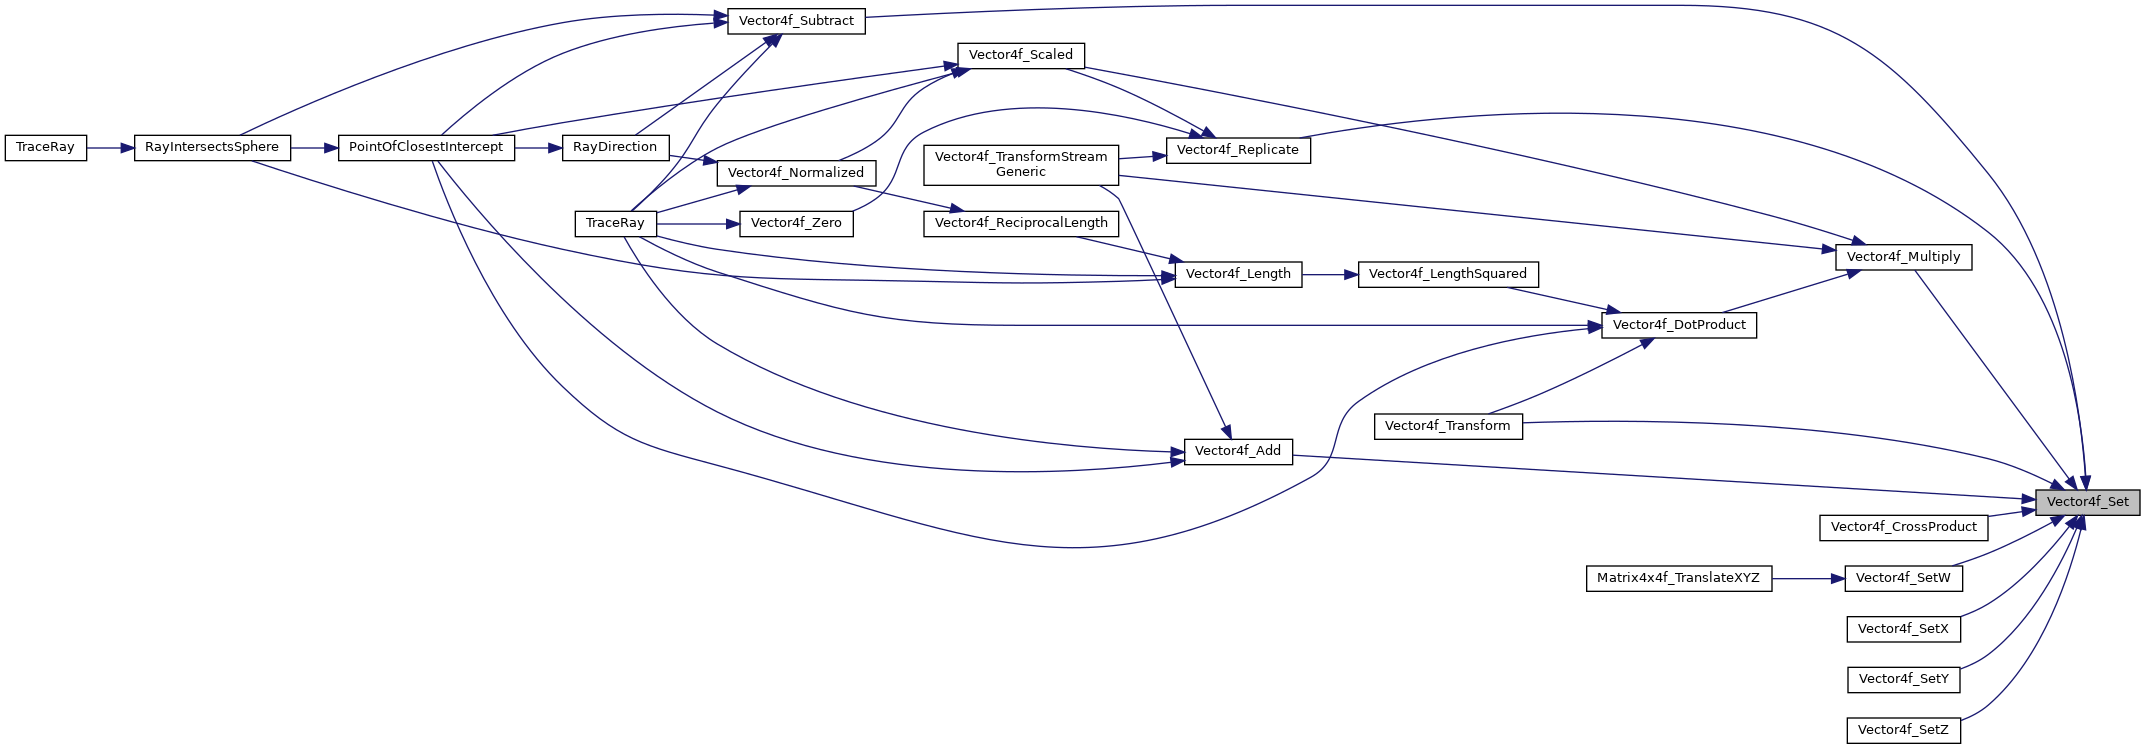 Vector4f_Subtract
Vector4f_Scaled
TraceRay
RayIntersectsSphere
PointOfClosestIntercept
RayDirection
Vector4f_Replicate
Vector4f_TransformStream
Generic
Vector4f_Normalized
TraceRay
Vector4f_Zero
Vector4f_ReciprocalLength
Vector4f_Multiply
Vector4f_Length
Vector4f_LengthSquared
Vector4f_DotProduct
Vector4f_Transform
Vector4f_Add
Vector4f_Set
Vector4f_CrossProduct
Matrix4x4f_TranslateXYZ
Vector4f_SetW
Vector4f_SetX
Vector4f_SetY
Vector4f_SetZ